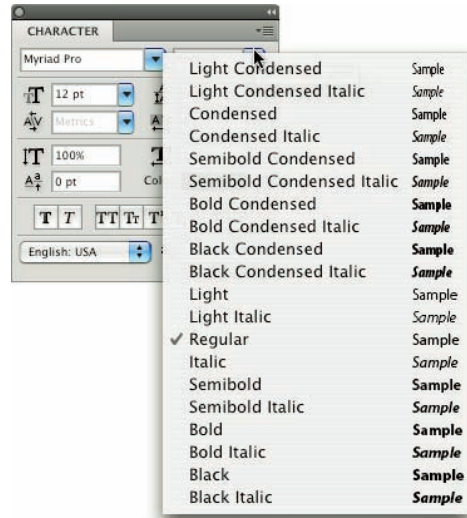 CHARACTER
Myriad Pro
12 pt
Metrics
100%
0 pt
Col
T T TT Tr T
English: USA
Light Condensed Sample
Light Condensed Italic Sample
Condensed Sample
Condensed Italic Sample
Semibold Condensed Sample
Semibold Condensed Italic Sample
Bold Condensed Sample
Bold Condensed Italic Sample
Black Condensed Sample
Black Condensed Italic Sample
Light Sample
Light Italic Sample
Regular Sample
Italic Sample
Semibold Sample
Semibold Italic Sample
Bold Sample
Bold Italic Sample
Black Sample
Black Italic Sample